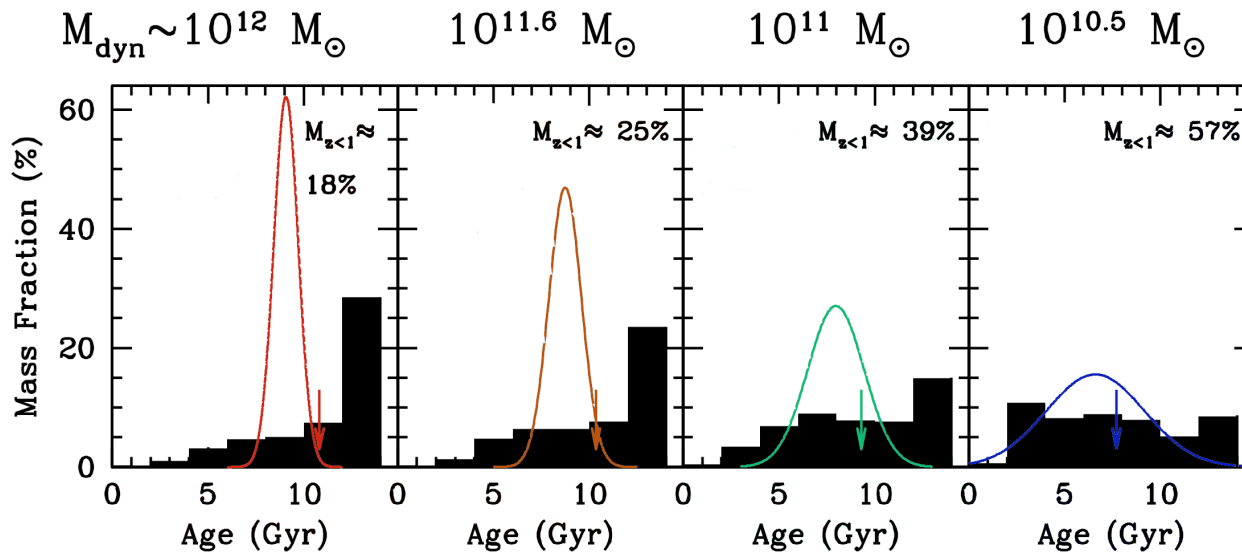 M_dyn~10^12 M_⊙ 10^11.6 M_⊙ 10^11 M_⊙ 10^10.5 M_⊙
M_z<1≈ 18%
M_z<1≈ 25%
M_z<1≈ 39%
M_z<1≈ 57%
Mass Fraction (%)
60
40
20
0
0 5 10 0 5 10 0 5 10 0 5 10
Age (Gyr) Age (Gyr) Age (Gyr) Age (Gyr)